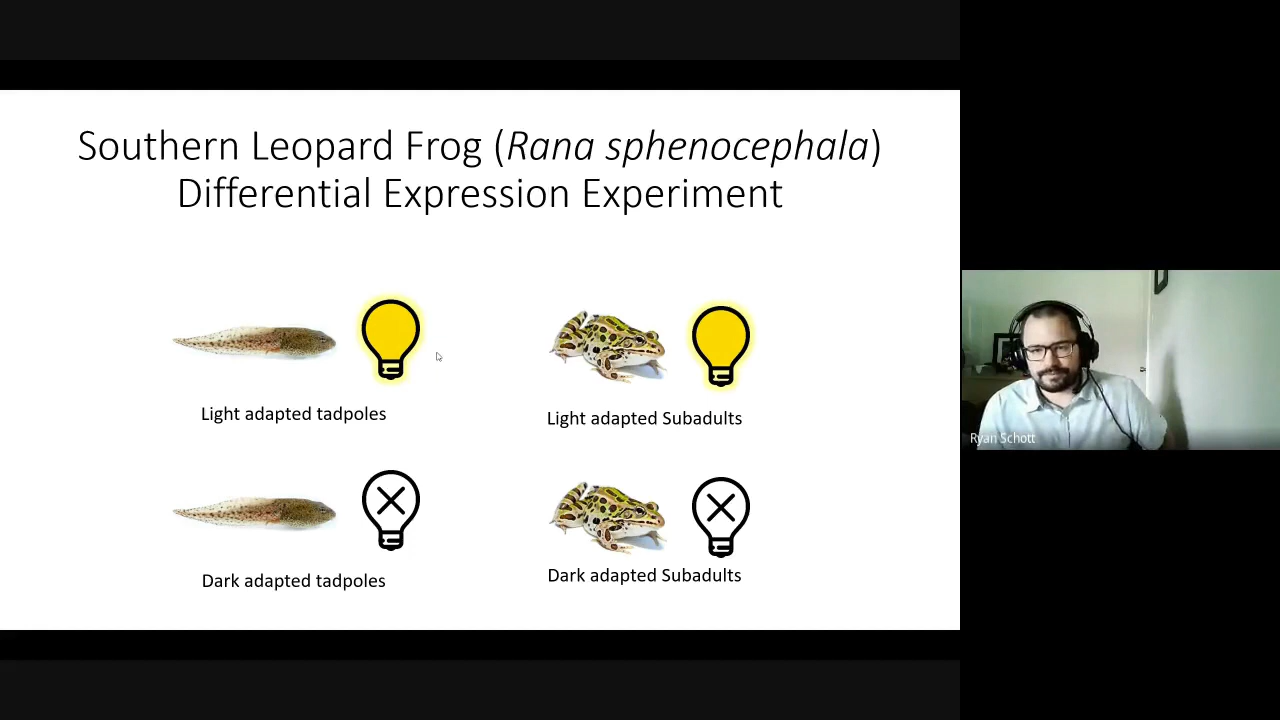 Southern Leopard Frog (Rana sphenocephala)
Differential Expression Experiment
Light adapted tadpoles
Light adapted Subadults
Dark adapted tadpoles
Dark adapted Subadults
Ryan Schott